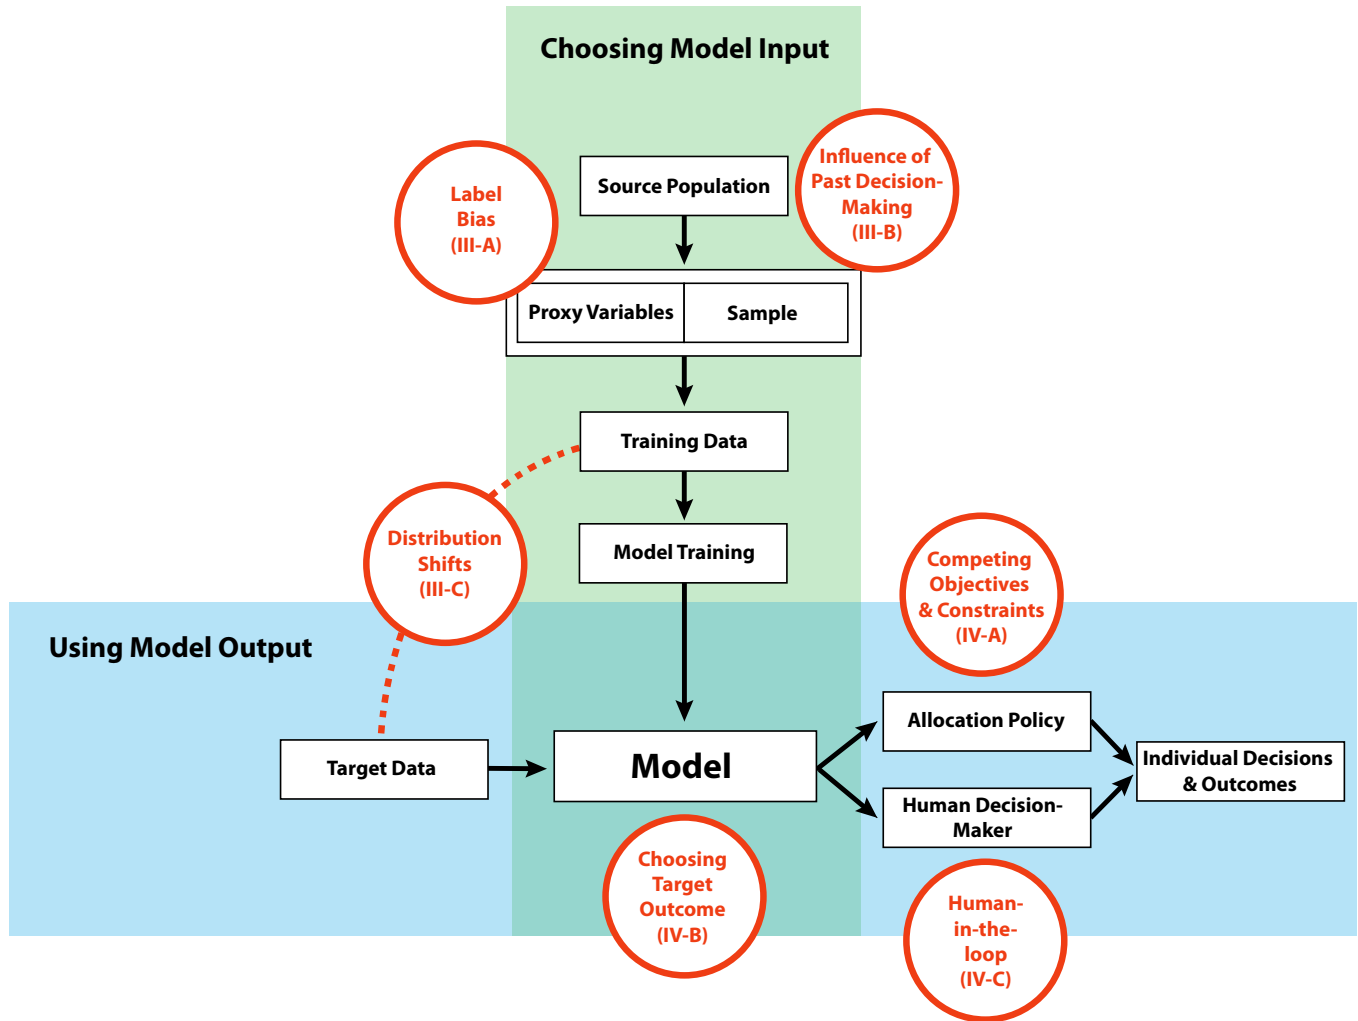 Choosing Model Input
Label
Bias
(III-A)
Source Population
Influence of
Past Decision-
Making
(III-B)
Proxy Variables
Sample
Training Data
Distribution
Shifts
(III-C)
Model Training
Competing
Objectives
& Constraints
(IV-A)
Using Model Output
Target Data
Model
Allocation Policy
Human Decision-
Maker
Individual Decisions
& Outcomes
Choosing
Target
Outcome
(IV-B)
Human-
in-the-
loop
(IV-C)